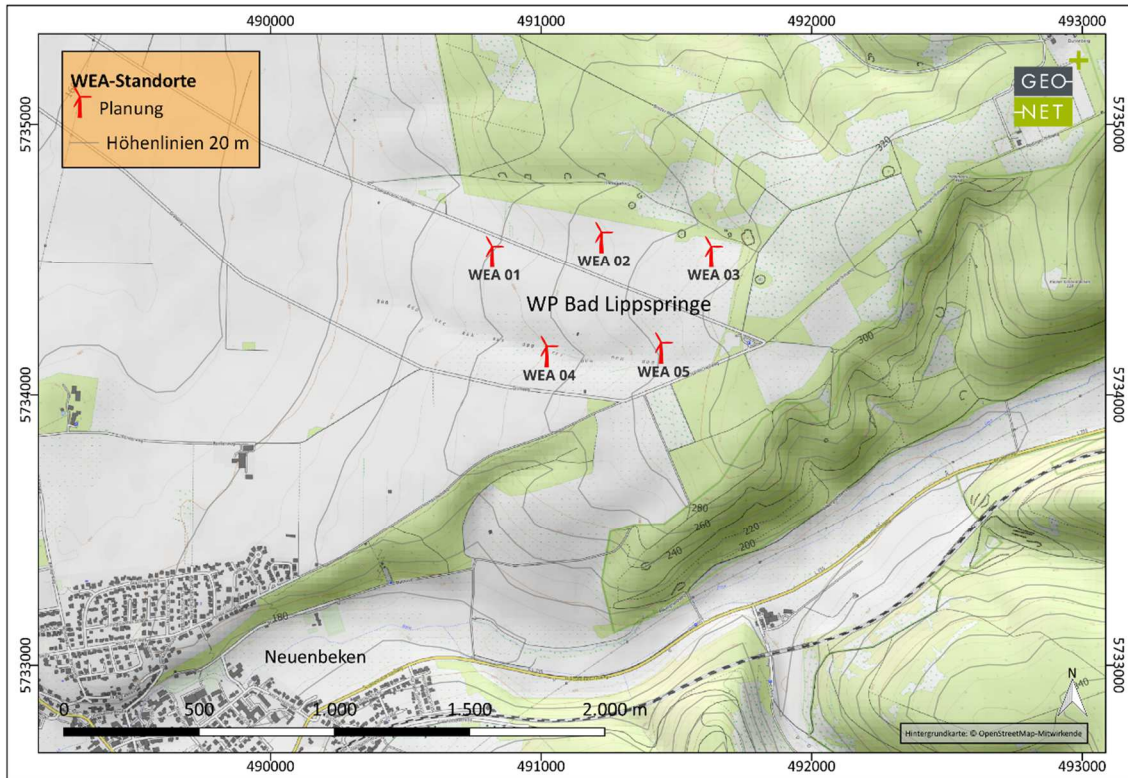 490000 491000 492000 493000
WEA-Standorte
Planung
Höhenlinien 20 m
GEO
NET
5735000
5735000
320
WEA 01
WEA 02
WEA 03
WP Bad Lippspringe
300
WEA 04
WEA 05
5734000
5734000
280
260
220
240
200
180
Neuenbeken
5733000
5733000
N
0 500 1.000 1.500 2.000 m
Hintergrundkarte: © OpenStreetMap-Mitwirkende
490000 491000 492000 493000